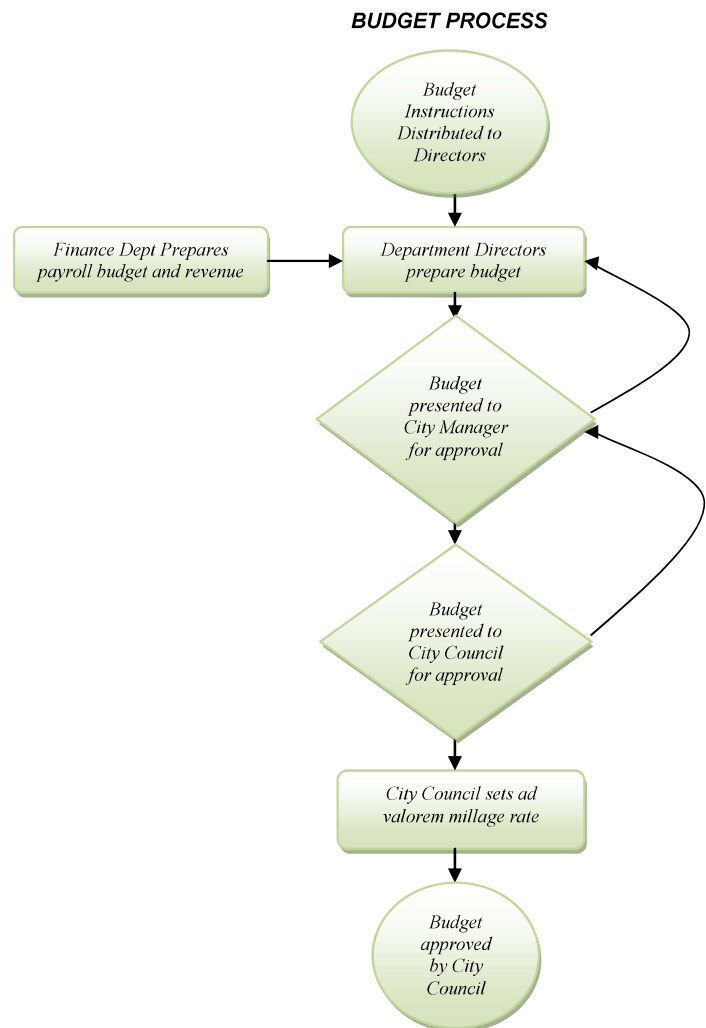 BUDGET PROCESS
Budget
Instructions
Distributed to
Directors
Finance Dept Prepares
payroll budget and revenue
Department Directors
prepare budget
Budget
presented to
City Manager
for approval
Budget
presented to
City Council
for approval
City Council sets ad
valorem millage rate
Budget
approved
by City
Council